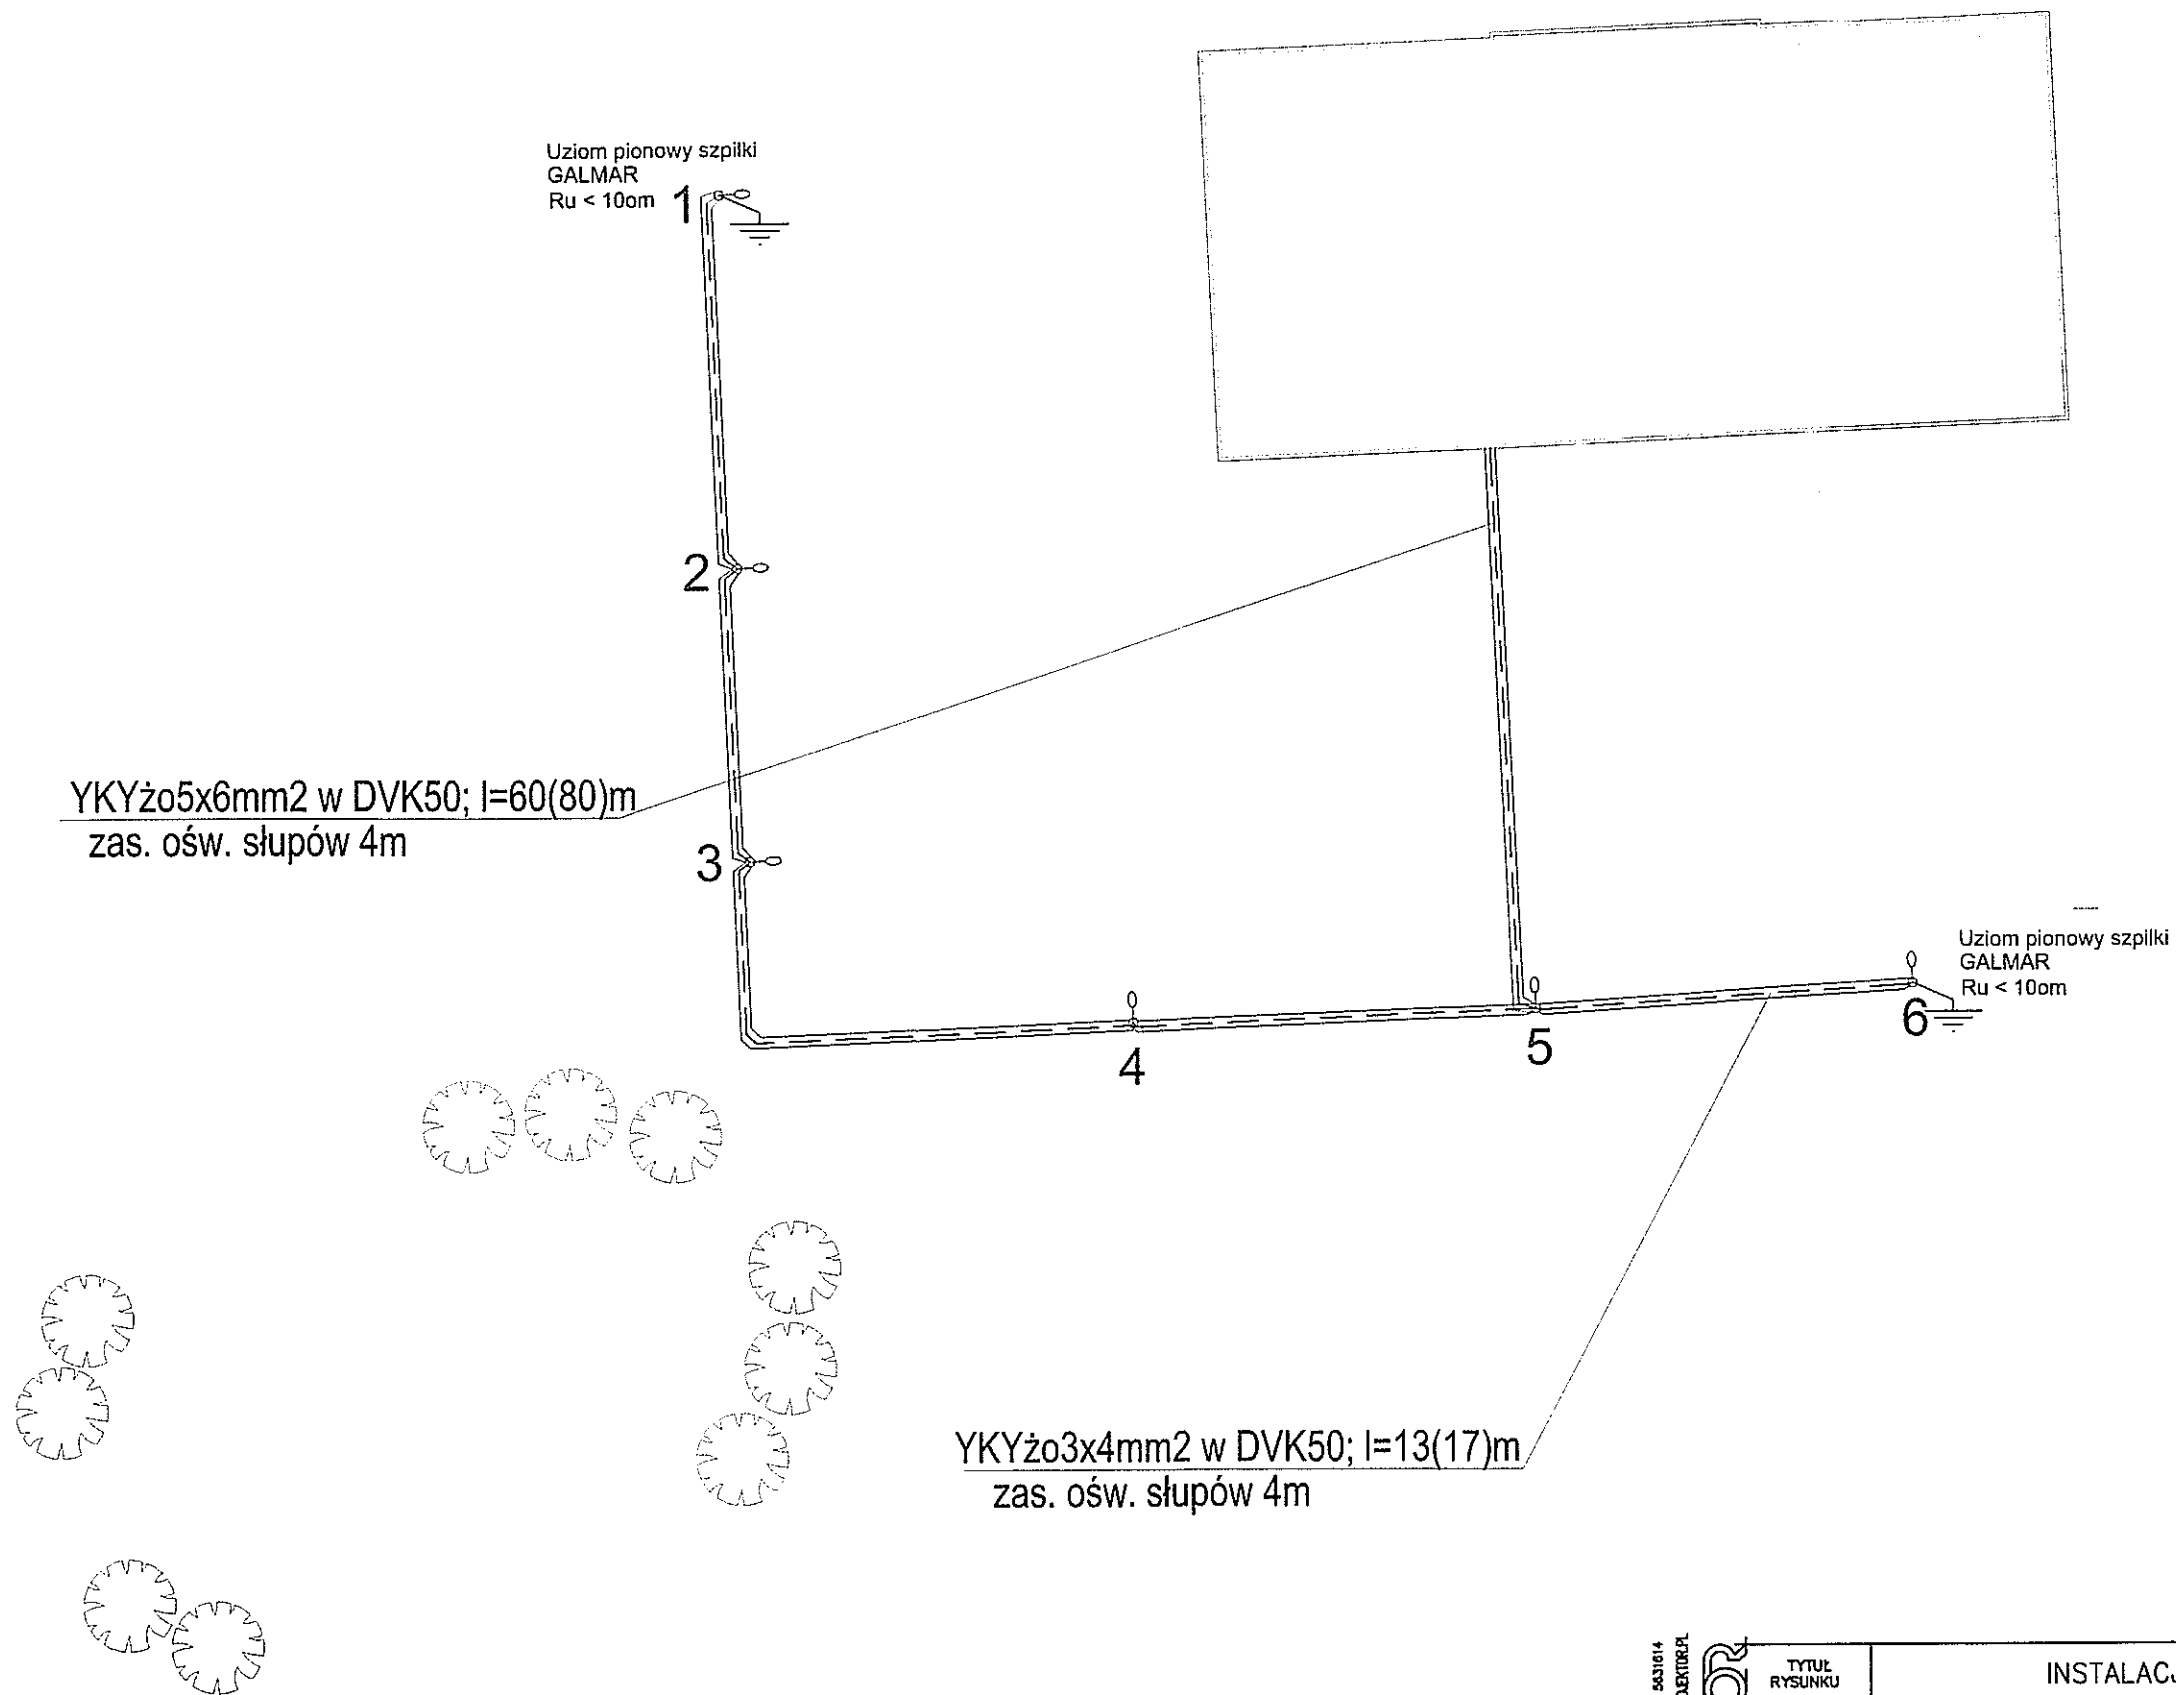 Uziom pionowy szpilki
GALMAR
Ru < 10om
1
2
YKYżo5x6mm2 w DVK50; l=60(80)m
zas. ośw. słupów 4m
3
Uziom pionowy szpilki
GALMAR
Ru < 10om
6
5
4
YKYżo3x4mm2 w DVK50; l=13(17)m
zas. ośw. słupów 4m
5631614
TYTUŁ
RYSUNKU